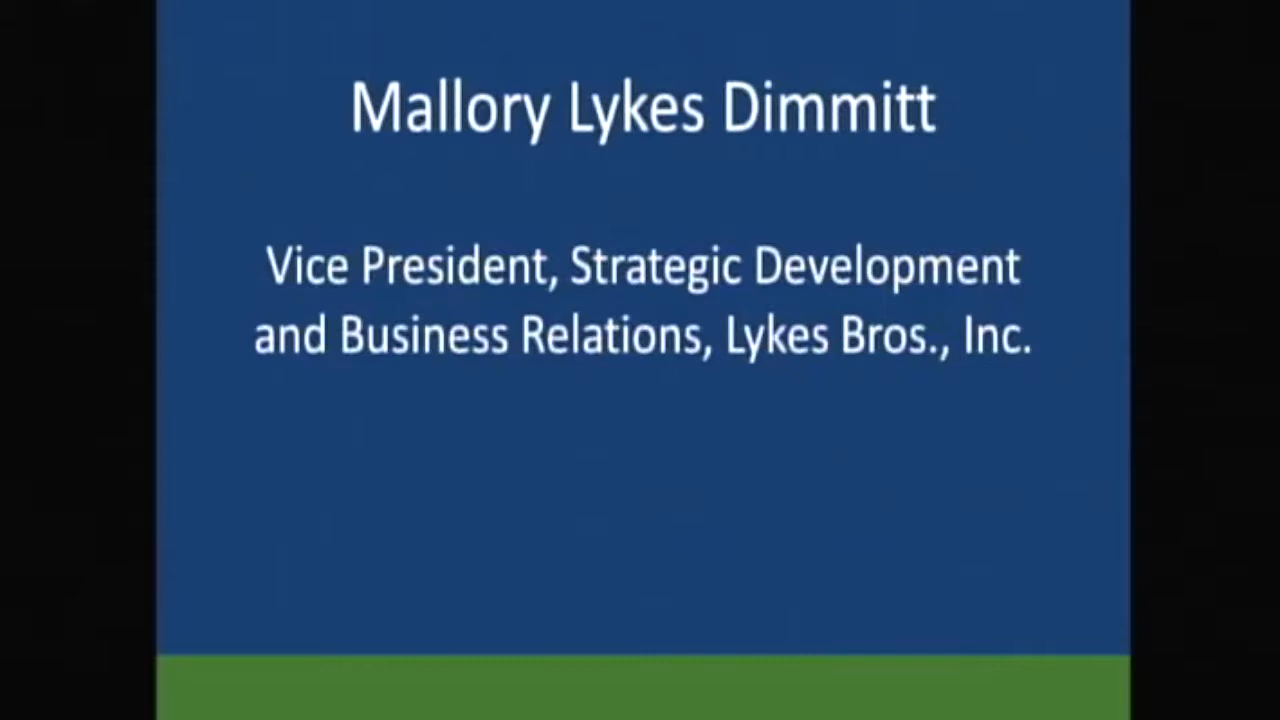 Mallory Lykes Dimmitt
Vice President, Strategic Development
and Business Relations, Lykes Bros., Inc.